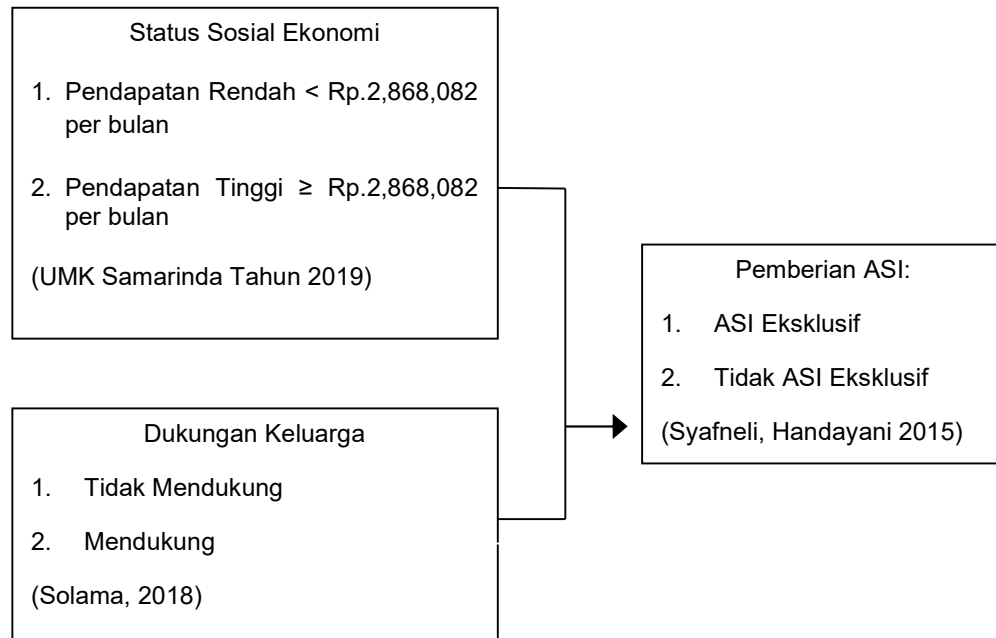 Status Sosial Ekonomi
1. Pendapatan Rendah < Rp.2,868,082
per bulan
2. Pendapatan Tinggi ≥ Rp.2,868,082
per bulan
(UMK Samarinda Tahun 2019)
Dukungan Keluarga
1. Tidak Mendukung
2. Mendukung
(Solama, 2018)
Pemberian ASI:
1. ASI Eksklusif
2. Tidak ASI Eksklusif
(Syafneli, Handayani 2015)